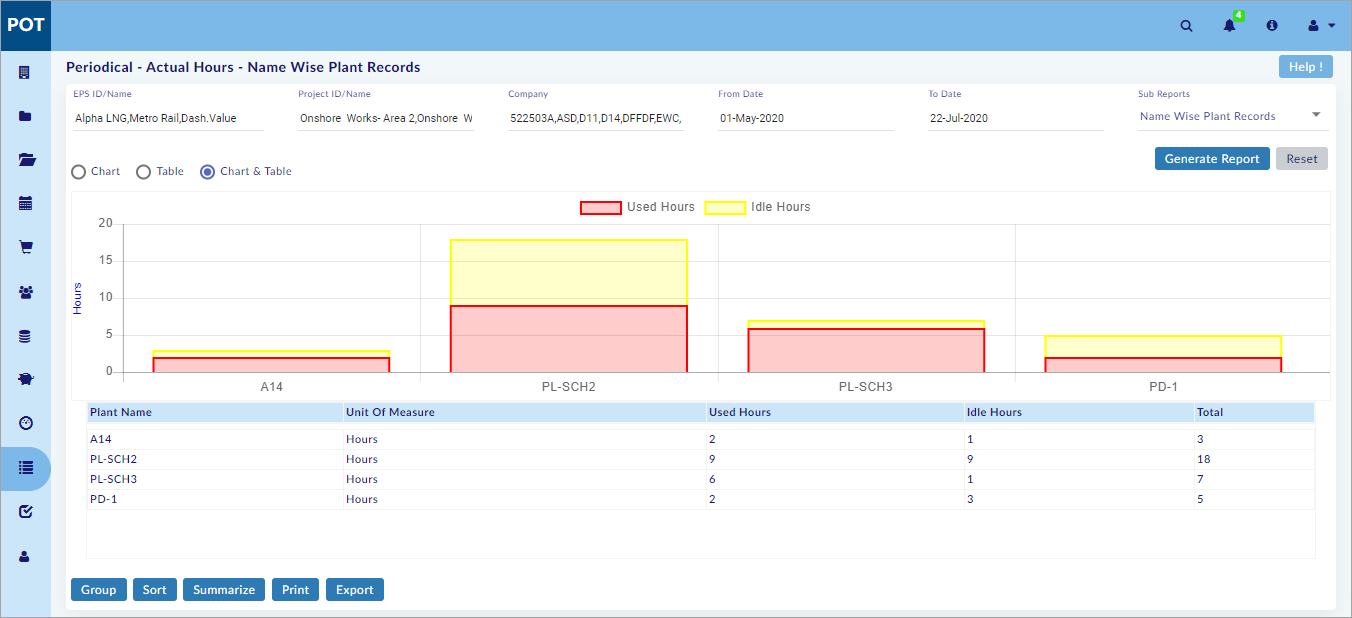 POT
4
Periodical - Actual Hours - Name Wise Plant Records
Help !
EPS ID/Name Project ID/Name Company From Date To Date Sub Reports
Alpha LNG,Metro Rail,Dash.Value Onshore Works- Area 2,Onshore W 522503A,ASD,D11,D14,DFFDF,EWC, 01-May-2020 22-Jul-2020 Name Wise Plant Records
Generate Report Reset
Chart Table Chart & Table
Used Hours Idle Hours
20
15
10
5
0
Hours
A14 PL-SCH2 PL-SCH3 PD-1
Plant Name Unit Of Measure Used Hours Idle Hours Total
A14 Hours 2 1 3
PL-SCH2 Hours 9 9 18
PL-SCH3 Hours 6 1 7
PD-1 Hours 2 3 5
Group Sort Summarize Print Export